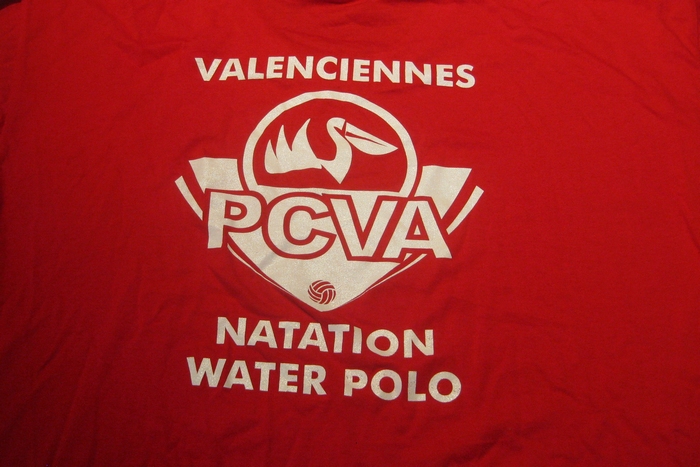 VALENCIENNES
PCVA
NATATION
WATER POLO